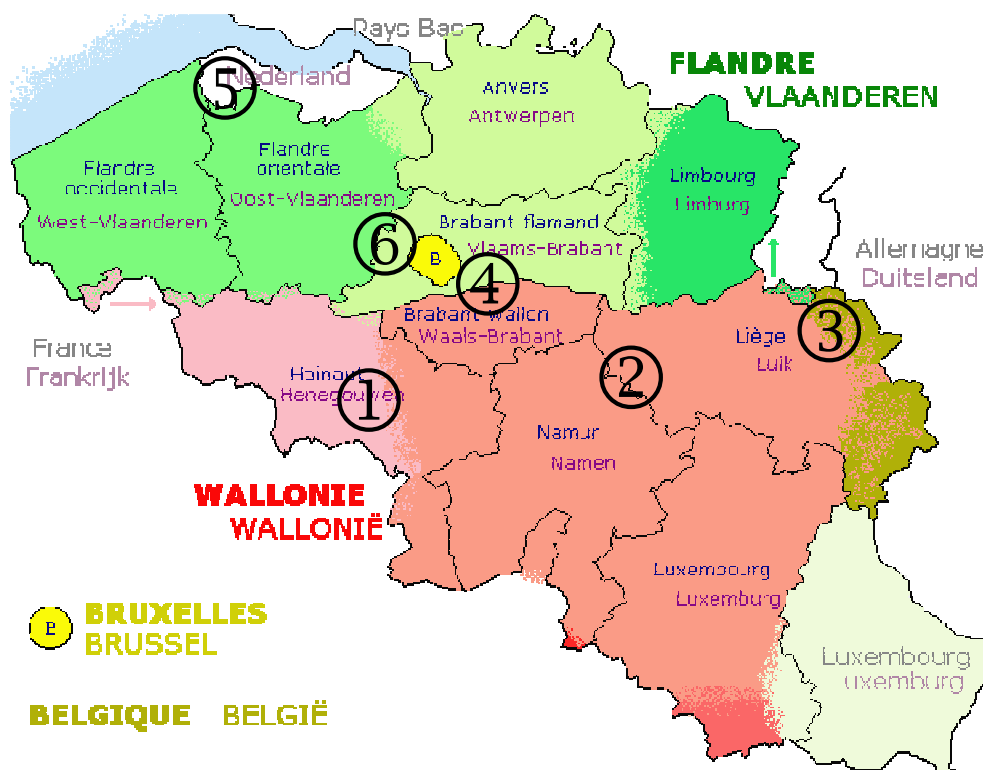 Pays Bas
Nederland
FLANDRE
VLAANDEREN
Anvers
Antwerpen
5
Flandre
occidentale
West-Vlaanderen
Flandre
orientale
Oost-Vlaanderen
Limbourg
Limburg
Brabant flamand
Vlaams-Brabant
6
B
4
Allemagne
Duitsland
Brabant wallon
Waals-Brabant
Liège
Luik
3
France
Frankrijk
Hainaut
Henegouwen
1
2
Namur
Namen
WALLONIE
WALLONIË
Luxembourg
Luxemburg
B
BRUXELLES
BRUSSEL
Luxembourg
uxemburg
BELGIQUE BELGIË